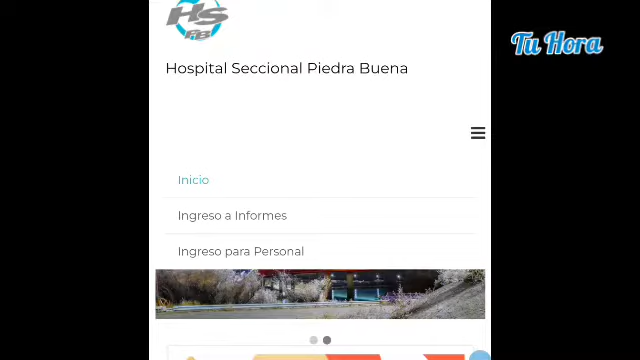 HS
PB
Tu Hora
Hospital Seccional Piedra Buena
Inicio
Ingreso a Informes
Ingreso para Personal